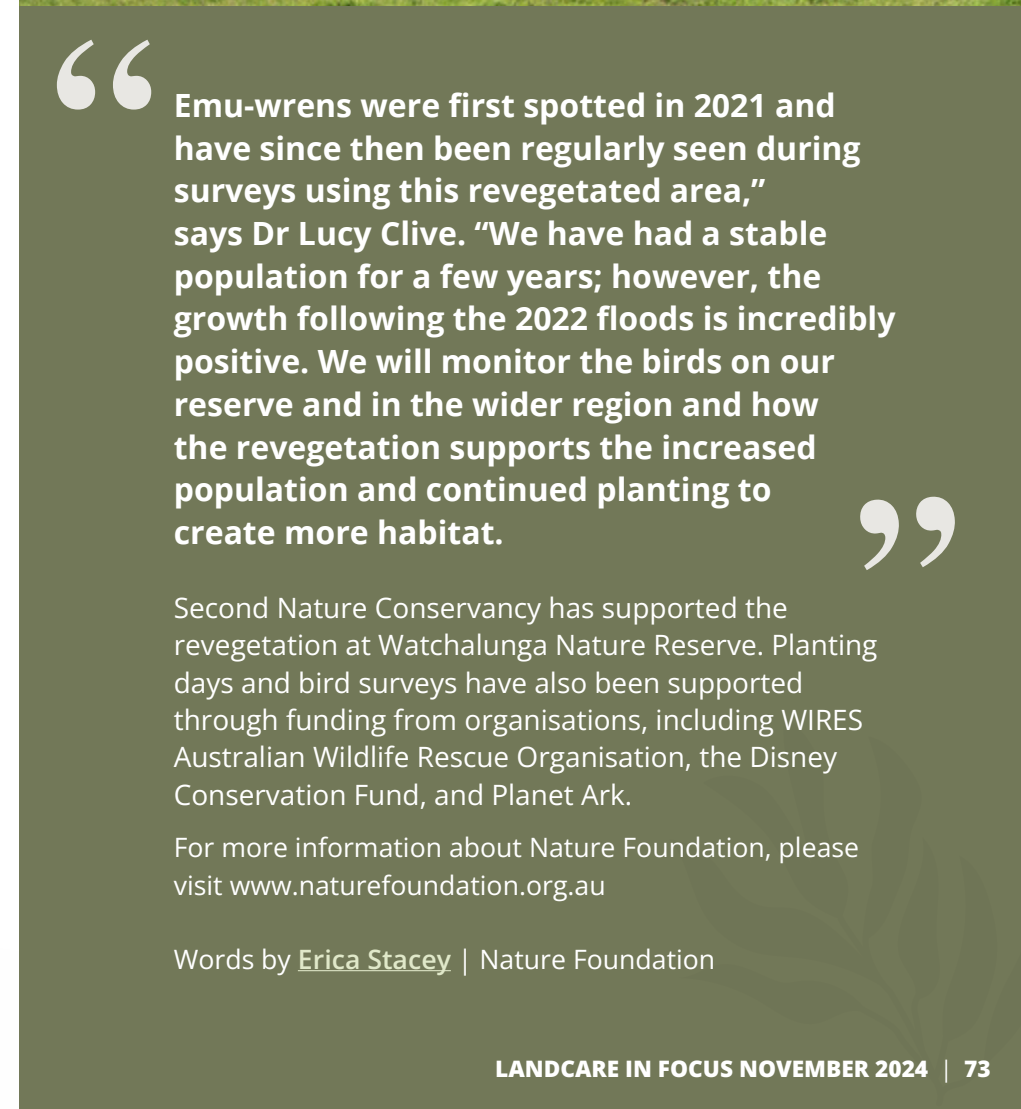 “
Emu-wrens were first spotted in 2021 and
have since then been regularly seen during
surveys using this revegetated area,”
says Dr Lucy Clive. “We have had a stable
population for a few years; however, the
growth following the 2022 floods is incredibly
positive. We will monitor the birds on our
reserve and in the wider region and how
the revegetation supports the increased
population and continued planting to
create more habitat.
”
Second Nature Conservancy has supported the
revegetation at Watchalunga Nature Reserve. Planting
days and bird surveys have also been supported
through funding from organisations, including WIRES
Australian Wildlife Rescue Organisation, the Disney
Conservation Fund, and Planet Ark.
For more information about Nature Foundation, please
visit www.naturefoundation.org.au
Words by Erica Stacey | Nature Foundation
LANDCARE IN FOCUS NOVEMBER 2024 | 73